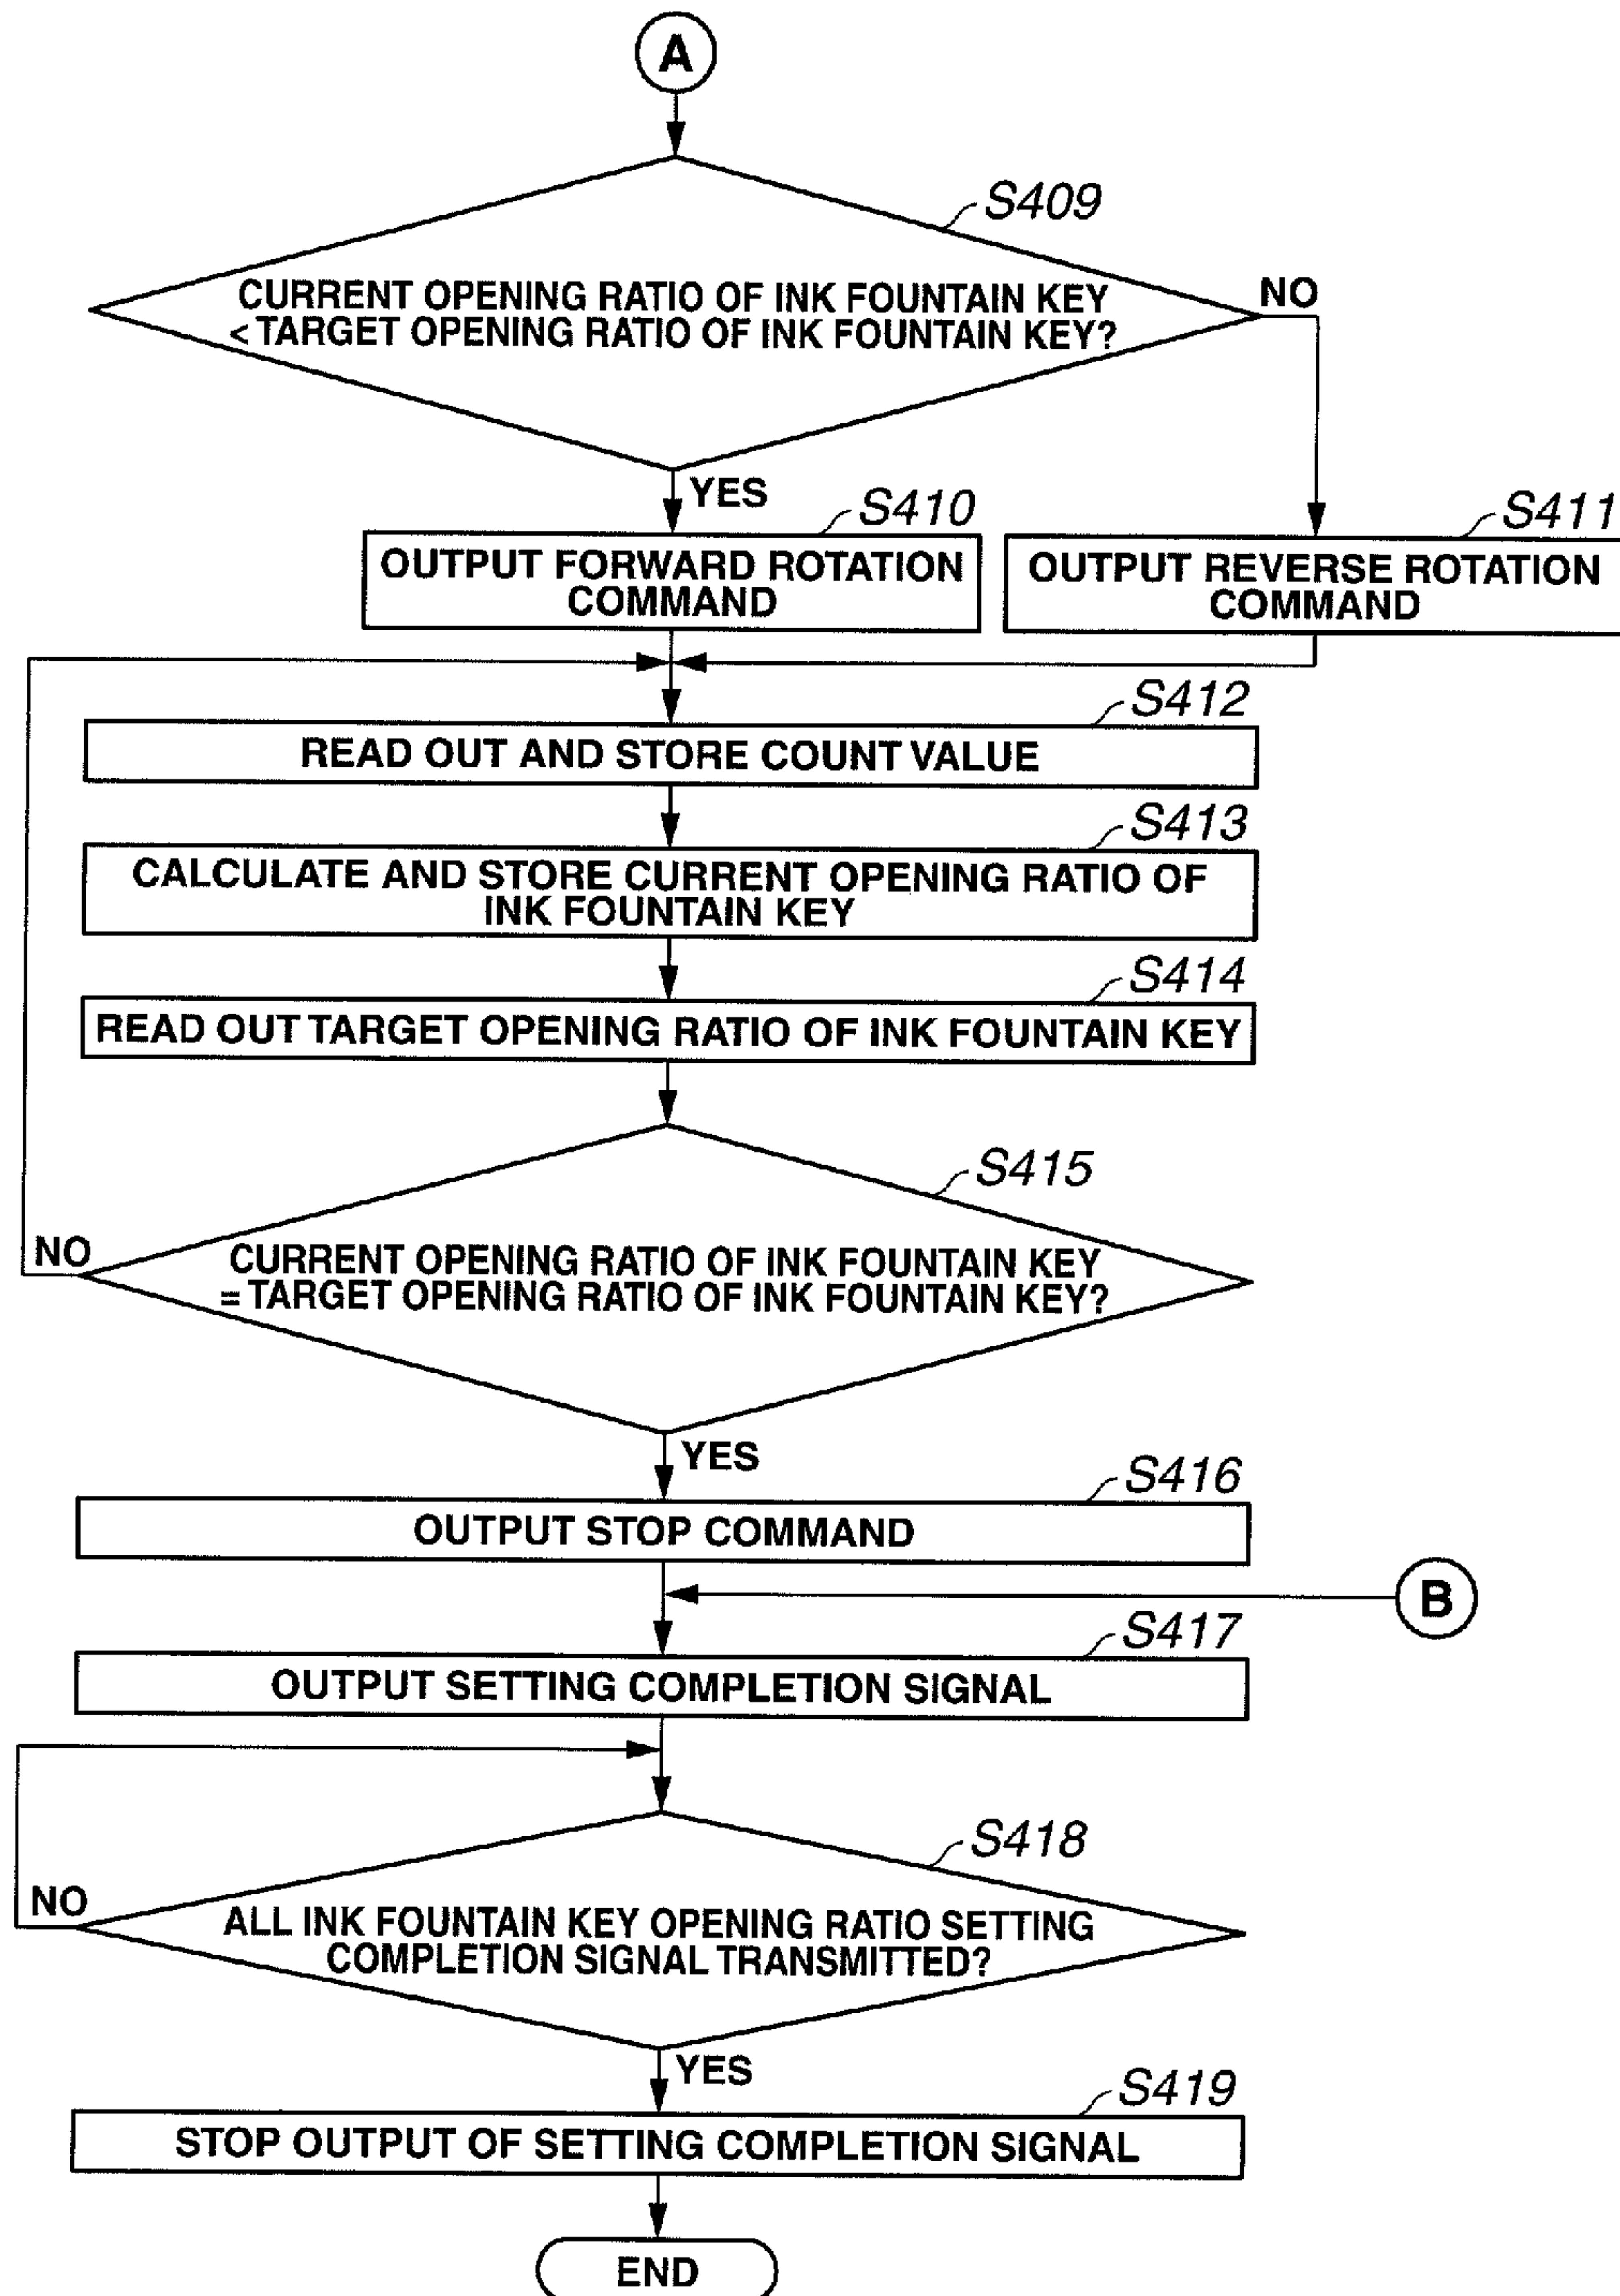 A
S409
CURRENT OPENING RATIO OF INK FOUNTAIN KEY
< TARGET OPENING RATIO OF INK FOUNTAIN KEY?
NO
YES
S410
S411
OUTPUT FORWARD ROTATION
COMMAND
OUTPUT REVERSE ROTATION
COMMAND
S412
READ OUT AND STORE COUNT VALUE
S413
CALCULATE AND STORE CURRENT OPENING RATIO OF
INK FOUNTAIN KEY
S414
READ OUT TARGET OPENING RATIO OF INK FOUNTAIN KEY
S415
NO
CURRENT OPENING RATIO OF INK FOUNTAIN KEY
= TARGET OPENING RATIO OF INK FOUNTAIN KEY?
YES
S416
OUTPUT STOP COMMAND
B
S417
OUTPUT SETTING COMPLETION SIGNAL
S418
NO
ALL INK FOUNTAIN KEY OPENING RATIO SETTING
COMPLETION SIGNAL TRANSMITTED?
YES
S419
STOP OUTPUT OF SETTING COMPLETION SIGNAL
END